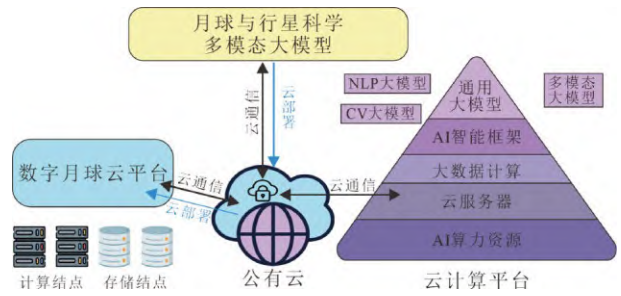 月球与行星科学
多模态大模型
NLP大模型
CV大模型
通用
大模型
多模态
大模型
云通信
云部署
AI智能框架
大数据计算
云服务器
AI算力资源
数字月球云平台
云通信
云部署
云通信
计算结点
存储结点
公有云
云计算平台